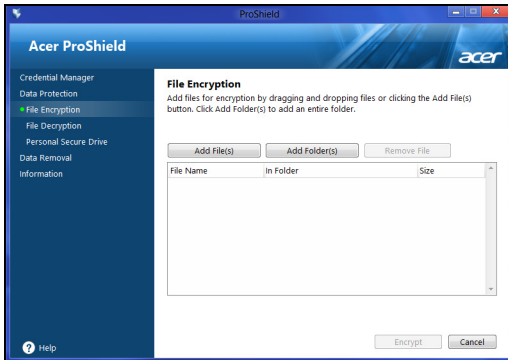 ProShield
Acer ProShield
acer
Credential Manager
Data Protection
File Encryption
File Decryption
Personal Secure Drive
Data Removal
Information
Help
File Encryption
Add files for encryption by dragging and dropping files or clicking the Add File(s)
button. Click Add Folder(s) to add an entire folder.
Add File(s)
Add Folder(s)
Remove File
File Name
In Folder
Size
Encrypt
Cancel